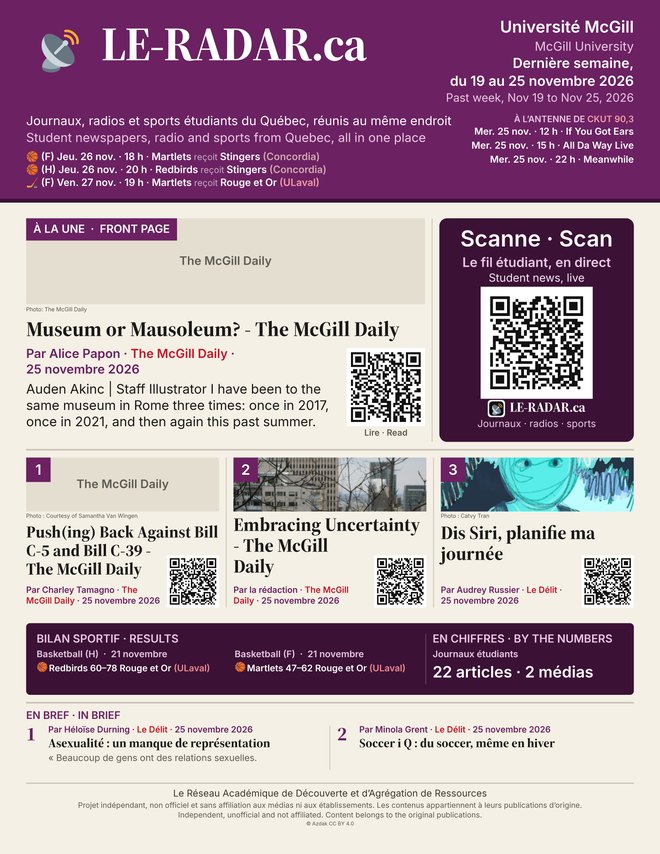 LE-RADAR.ca
Université McGill
McGill University
Dernière semaine,
du 19 au 25 novembre 2026
Past week, Nov 19 to Nov 25, 2026
Journaux, radios et sports étudiants du Québec, réunis au même endroit
Student newspapers, radio and sports from Quebec, all in one place
(F) Jeu. 26 nov. · 18 h · Martlets reçoit Stingers (Concordia)
(H) Jeu. 26 nov. · 20 h · Redbirds reçoit Stingers (Concordia)
(F) Ven. 27 nov. · 19 h · Martlets reçoit Rouge et Or (ULaval)
À L'ANTENNE DE CKUT 90,3
Mer. 25 nov. · 12 h · If You Got Ears
Mer. 25 nov. · 15 h · All Da Way Live
Mer. 25 nov. · 22 h · Meanwhile
À LA UNE · FRONT PAGE
The McGill Daily
Photo: The McGill Daily
Museum or Mausoleum? - The McGill Daily
Par Alice Papon · The McGill Daily ·
25 novembre 2026
Auden Akinc | Staff Illustrator I have been to the
same museum in Rome three times: once in 2017,
once in 2021, and then again this past summer.
Lire · Read
Scanne · Scan
Le fil étudiant, en direct
Student news, live
LE-RADAR.ca
Journaux · radios · sports
1
The McGill Daily
Photo : Courtesy of Samantha Van Wingen
Push(ing) Back Against Bill
C-5 and Bill C-39 -
The McGill Daily
Par Charley Tamagno · The
McGill Daily · 25 novembre 2026
2
Embracing Uncertainty
- The McGill
Daily
Par la rédaction · The McGill
Daily · 25 novembre 2026
3
Photo : Catvy Tran
Dis Siri, planifie ma
journée
Par Audrey Russier · Le Délit ·
25 novembre 2026
BILAN SPORTIF · RESULTS
Basketball (H) · 21 novembre
Redbirds 60–78 Rouge et Or (ULaval)
Basketball (F) · 21 novembre
Martlets 47–62 Rouge et Or (ULaval)
EN CHIFFRES · BY THE NUMBERS
Journaux étudiants
22 articles · 2 médias
EN BREF · IN BRIEF
1
Par Héloïse Durning · Le Délit · 25 novembre 2026
Asexualité : un manque de représentation
« Beaucoup de gens ont des relations sexuelles.
2
Par Minola Grent · Le Délit · 25 novembre 2026
Soccer i Q : du soccer, même en hiver
Le Réseau Académique de Découverte et d'Agrégation de Ressources
Projet indépendant, non officiel et sans affiliation aux médias ni aux établissements. Les contenus appartiennent à leurs publications d'origine.
Independent, unofficial and not affiliated. Content belongs to the original publications.
© Azdak CC BY 4.0